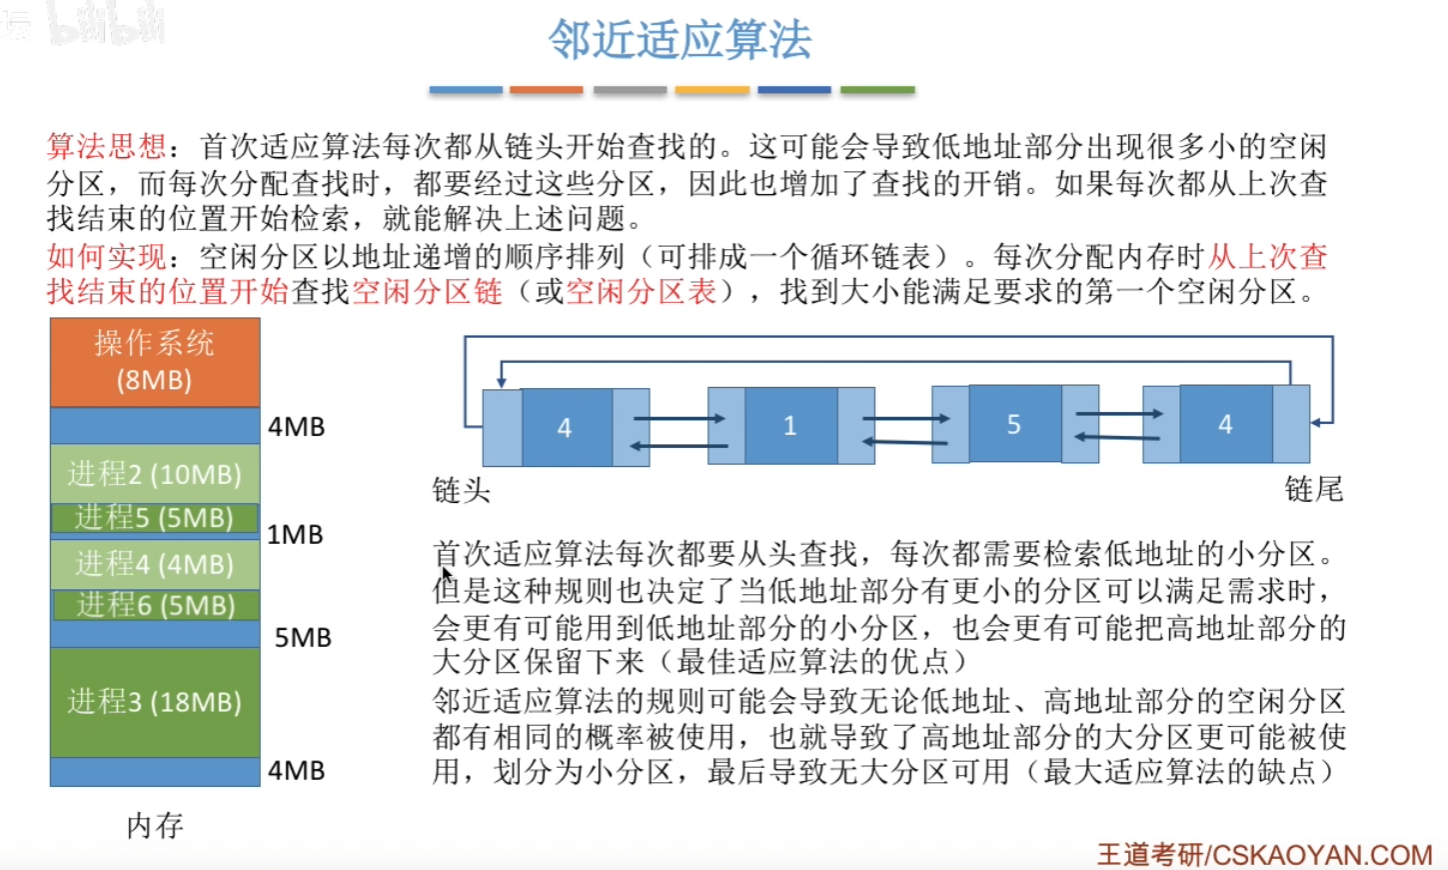 坛 bilibili
邻近适应算法
算法思想：首次适应算法每次都从链头开始查找的。这可能会导致低地址部分出现很多小的空闲
分区，而每次分配查找时，都要经过这些分区，因此也增加了查找的开销。如果每次都从上次查
找结束的位置开始检索，就能解决上述问题。
如何实现：空闲分区以地址递增的顺序排列（可排成一个循环链表）。每次分配内存时从上次查
找结束的位置开始查找空闲分区链（或空闲分区表），找到大小能满足要求的第一个空闲分区。
操作系统
(8MB)
4MB
进程2 (10MB)
进程5 (5MB)
1MB
进程4 (4MB)
进程6 (5MB)
5MB
进程3 (18MB)
4MB
内存
4
1
5
4
链头
链尾
首次适应算法每次都要从头查找，每次都需要检索低地址的小分区。
但是这种规则也决定了当低地址部分有更小的分区可以满足需求时，
会更有可能用到低地址部分的小分区，也会更有可能把高地址部分的
大分区保留下来（最佳适应算法的优点）
邻近适应算法的规则可能会导致无论低地址、高地址部分的空闲分区
都有相同的概率被使用，也就导致了高地址部分的大分区更可能被使
用，划分为小分区，最后导致无大分区可用（最大适应算法的缺点）
王道考研/CSKAOYAN.COM